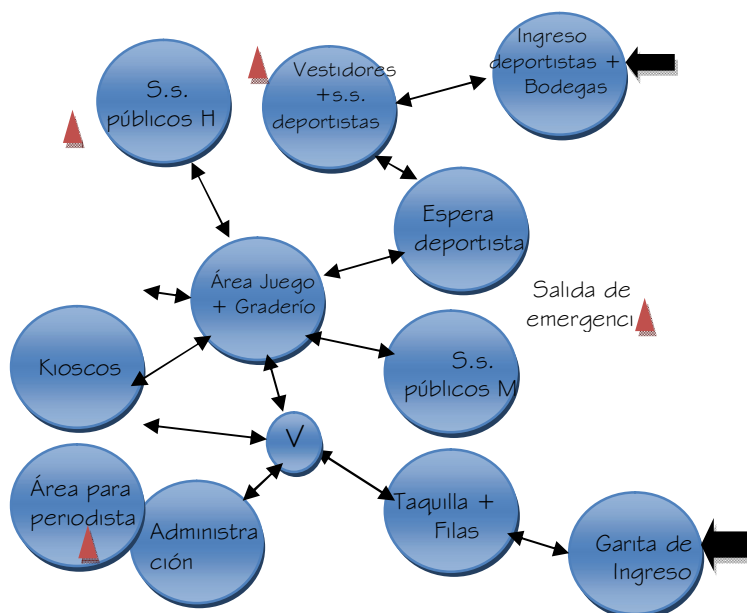 S.s.
públicos H
Vestidores
+s.s.
deportistas
Ingreso
deportistas +
Bodegas
Espera
deportista
Área Juego
+ Graderío
Salida de
emergenci
Kioscos
S.s.
públicos M
V
Área para
periodista
Administra
ción
Taquilla +
Filas
Garita de
Ingreso